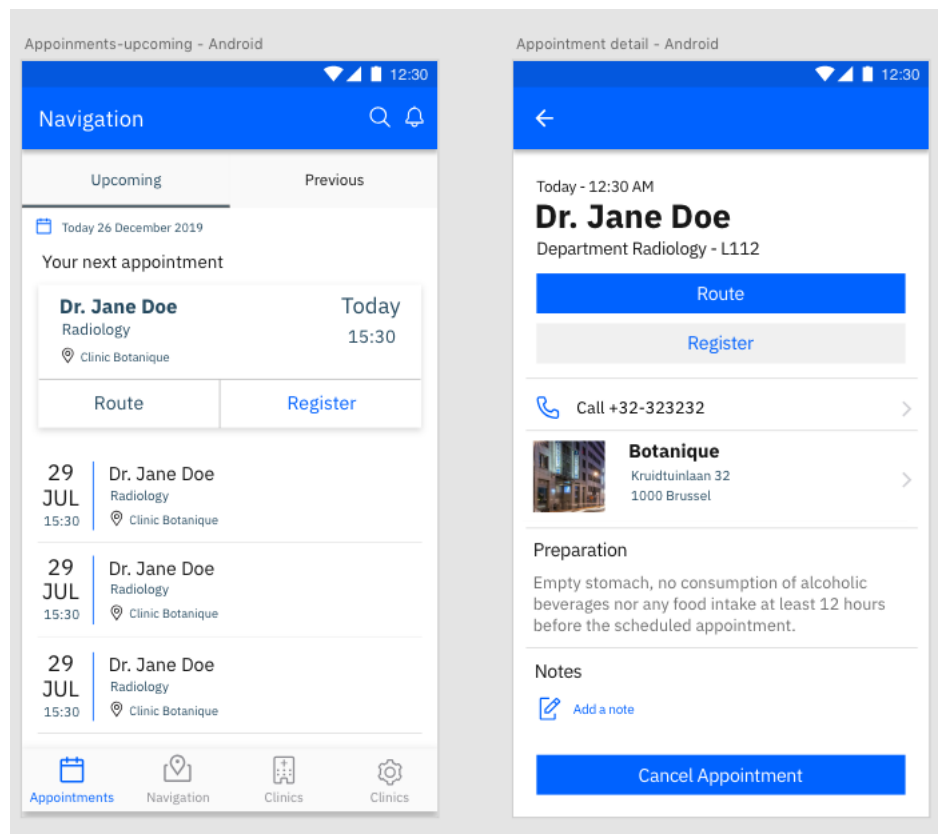 Appoinments-upcoming - Android
12:30
Navigation
Upcoming Previous
Today 26 December 2019
Your next appointment
Dr. Jane Doe Today
Radiology 15:30
Clinic Botanique
Route Register
29 Dr. Jane Doe
JUL Radiology
15:30 Clinic Botanique
29 Dr. Jane Doe
JUL Radiology
15:30 Clinic Botanique
29 Dr. Jane Doe
JUL Radiology
15:30 Clinic Botanique
Appointments Navigation Clinics Clinics
Appointment detail - Android
12:30
Today - 12:30 AM
Dr. Jane Doe
Department Radiology - L112
Route
Register
Call +32-323232
Botanique
Kruidtuinlaan 32
1000 Brussel
Preparation
Empty stomach, no consumption of alcoholic
beverages nor any food intake at least 12 hours
before the scheduled appointment.
Notes
Add a note
Cancel Appointment